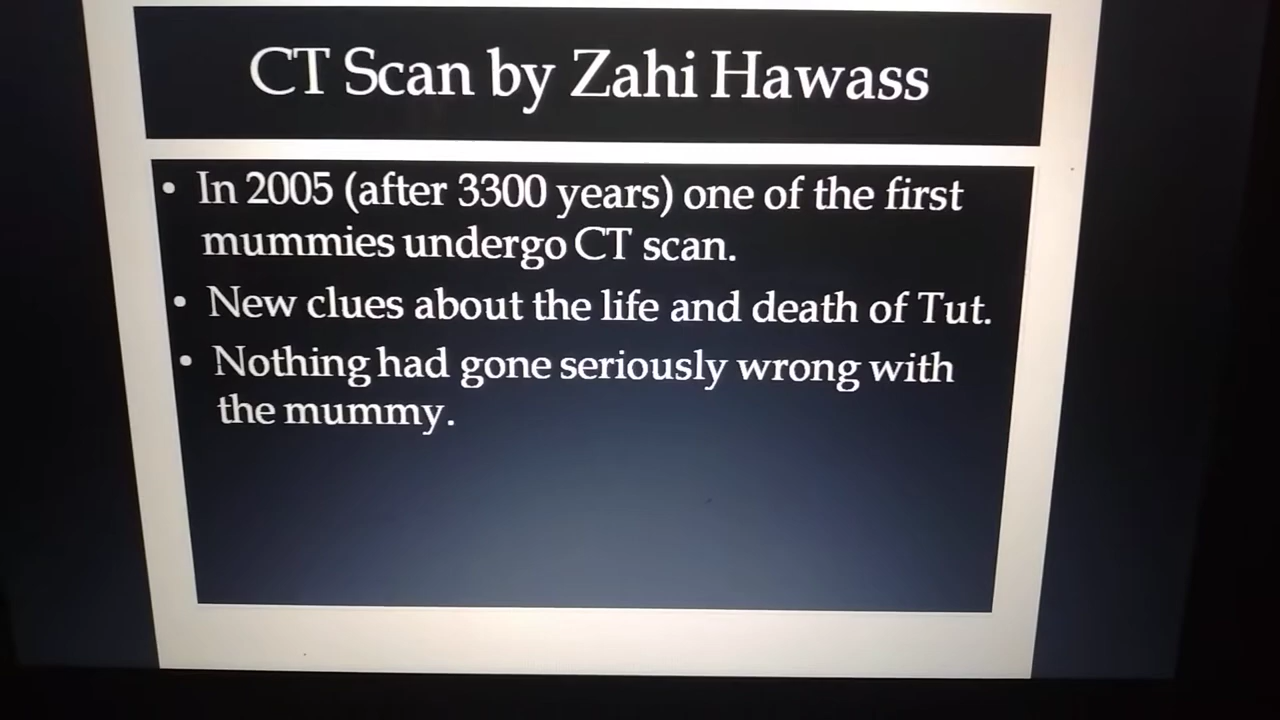 CT Scan by Zahi Hawass
• In 2005 (after 3300 years) one of the first
mummies undergo CT scan.
• New clues about the life and death of Tut.
• Nothing had gone seriously wrong with
the mummy.